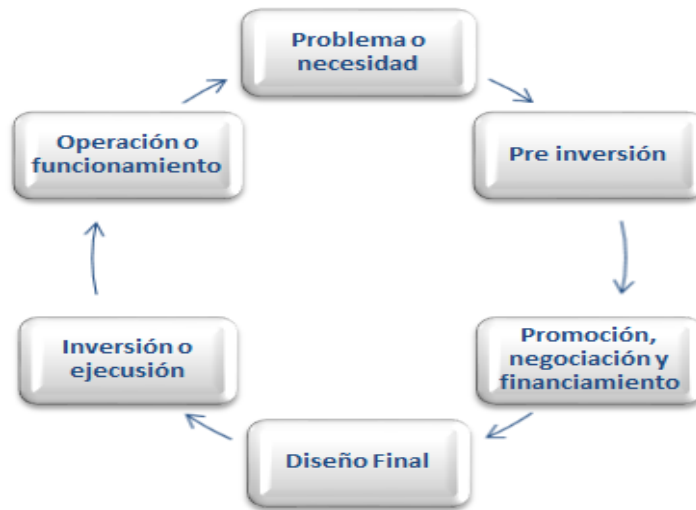 Problema o
necesidad
Pre inversión
Promoción,
negociación y
financiamiento
Diseño Final
Inversión o
ejecusión
Operación o
funcionamiento